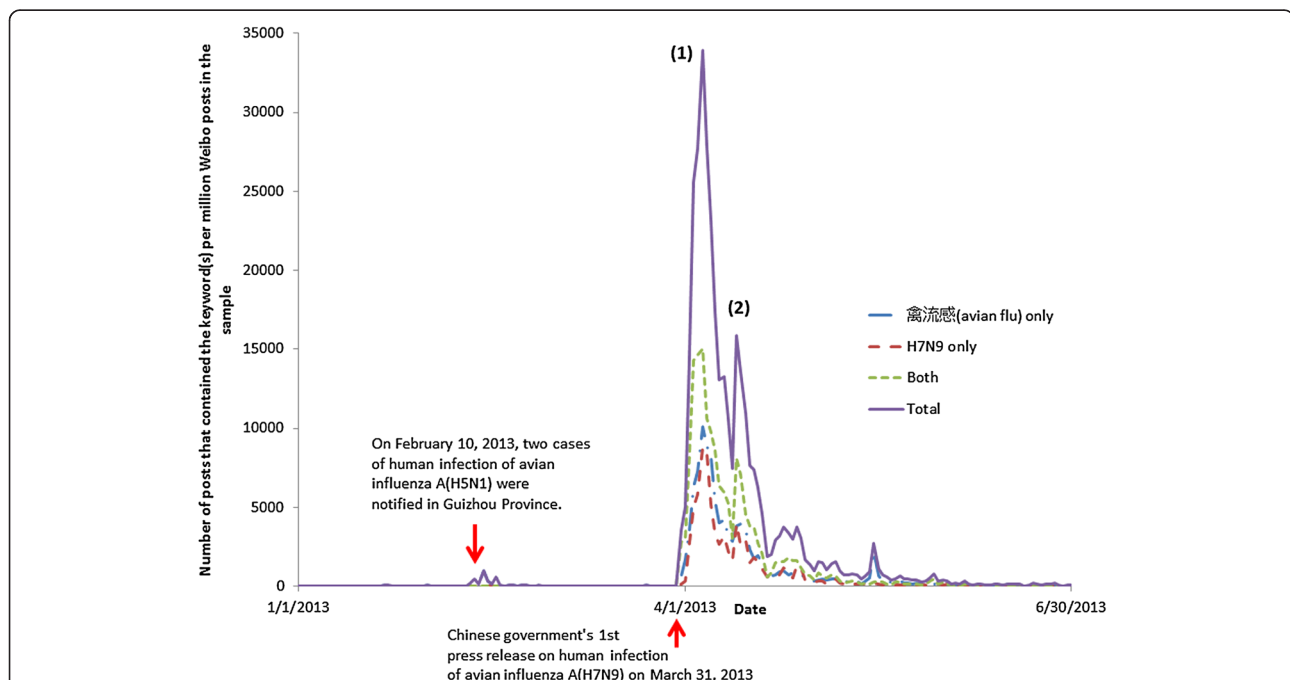 Number of posts that contained the keyword(s) per million Weibo posts in the
sample
35000
30000
25000
20000
15000
10000
5000
0
(1)
(2)
禽流感(avian flu) only
H7N9 only
Both
Total
On February 10, 2013, two cases
of human infection of avian
influenza A(H5N1) were
notified in Guizhou Province.
1/1/2013
4/1/2013
Date
6/30/2013
Chinese government's 1st
press release on human infection
of avian influenza A(H7N9) on March 31, 2013